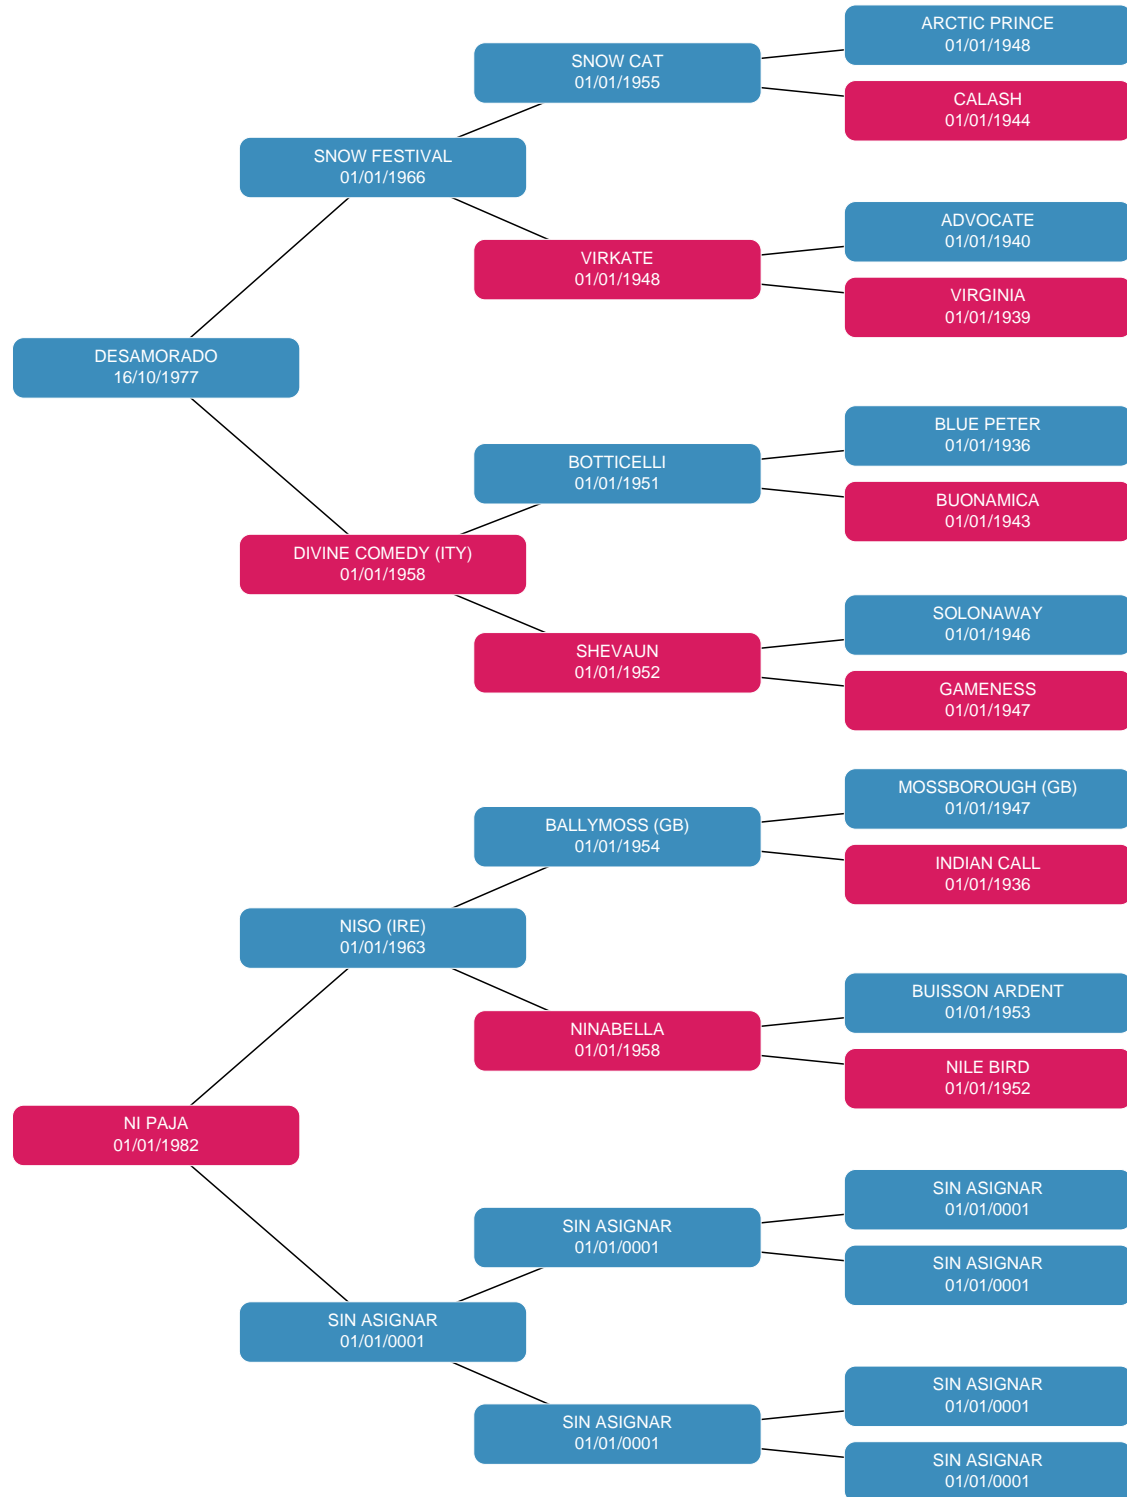 ARCTIC PRINCE
01/01/1948
SNOW CAT
01/01/1955
CALASH
01/01/1944
SNOW FESTIVAL
01/01/1966
ADVOCATE
01/01/1940
VIRKATE
01/01/1948
VIRGINIA
01/01/1939
DESAMORADO
16/10/1977
BLUE PETER
01/01/1936
BOTTICELLI
01/01/1951
BUONAMICA
01/01/1943
DIVINE COMEDY (ITY)
01/01/1958
SOLONAWAY
01/01/1946
SHEVAUN
01/01/1952
GAMENESS
01/01/1947
MOSSBOROUGH (GB)
01/01/1947
BALLYMOSS (GB)
01/01/1954
INDIAN CALL
01/01/1936
NISO (IRE)
01/01/1963
BUISSON ARDENT
01/01/1953
NINABELLA
01/01/1958
NILE BIRD
01/01/1952
NI PAJA
01/01/1982
SIN ASIGNAR
01/01/0001
SIN ASIGNAR
01/01/0001
SIN ASIGNAR
01/01/0001
SIN ASIGNAR
01/01/0001
SIN ASIGNAR
01/01/0001
SIN ASIGNAR
01/01/0001
SIN ASIGNAR
01/01/0001